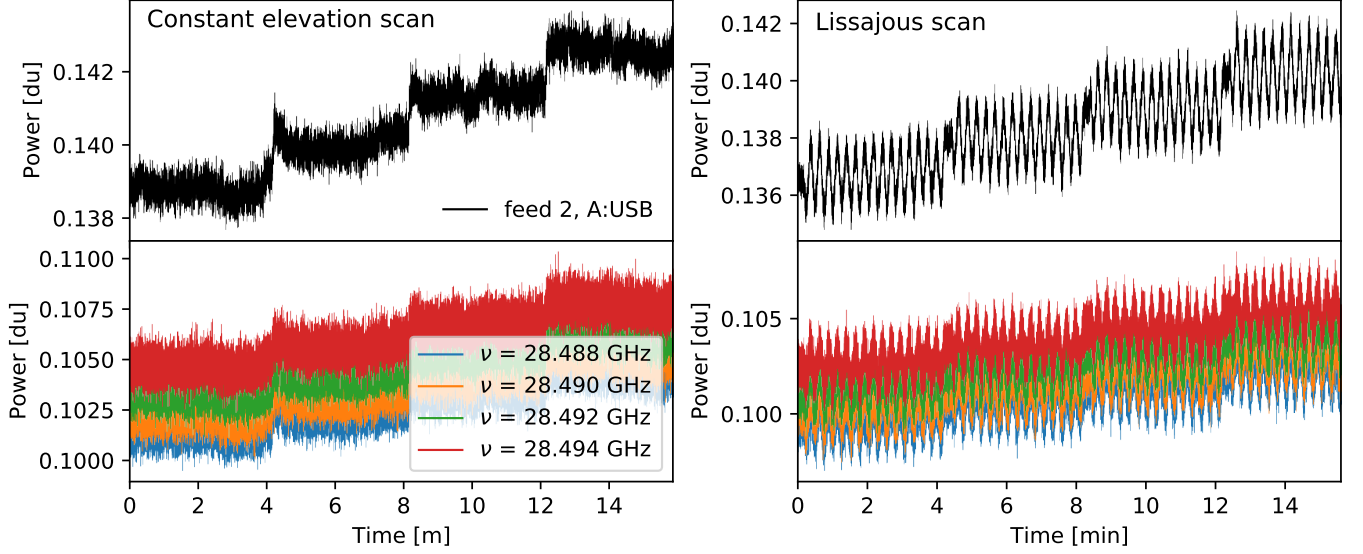 Constant elevation scan
Power [du]
0.142
0.140
0.138
feed 2, A:USB
Lissajous scan
Power [du]
0.142
0.140
0.138
0.136
Power [du]
0.1100
0.1075
0.1050
0.1025
0.1000
ν = 28.488 GHz
ν = 28.490 GHz
ν = 28.492 GHz
ν = 28.494 GHz
0 2 4 6 8 10 12 14
Time [m]
Power [du]
0.105
0.100
0 2 4 6 8 10 12 14
Time [min]